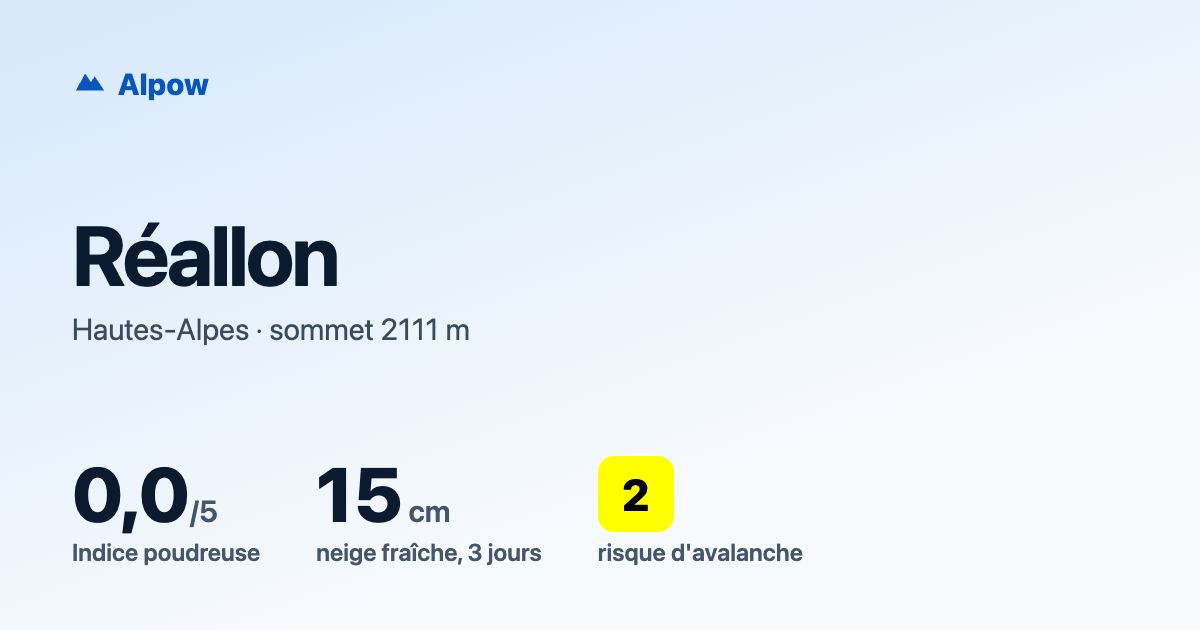 Alpow
Réallon
Hautes-Alpes · sommet 2111 m
0,0/5
Indice poudreuse
15 cm
neige fraîche, 3 jours
2
risque d'avalanche